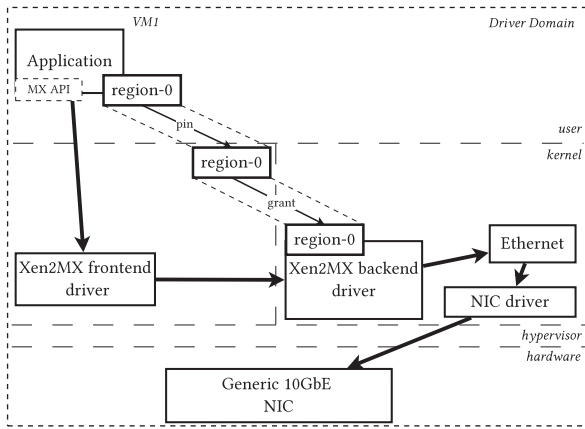 VM1
Driver Domain
Application
MX API
region-0
pin
user
kernel
region-0
grant
region-0
Ethernet
Xen2MX frontend
driver
Xen2MX backend
driver
NIC driver
hypervisor
hardware
Generic 10GbE
NIC